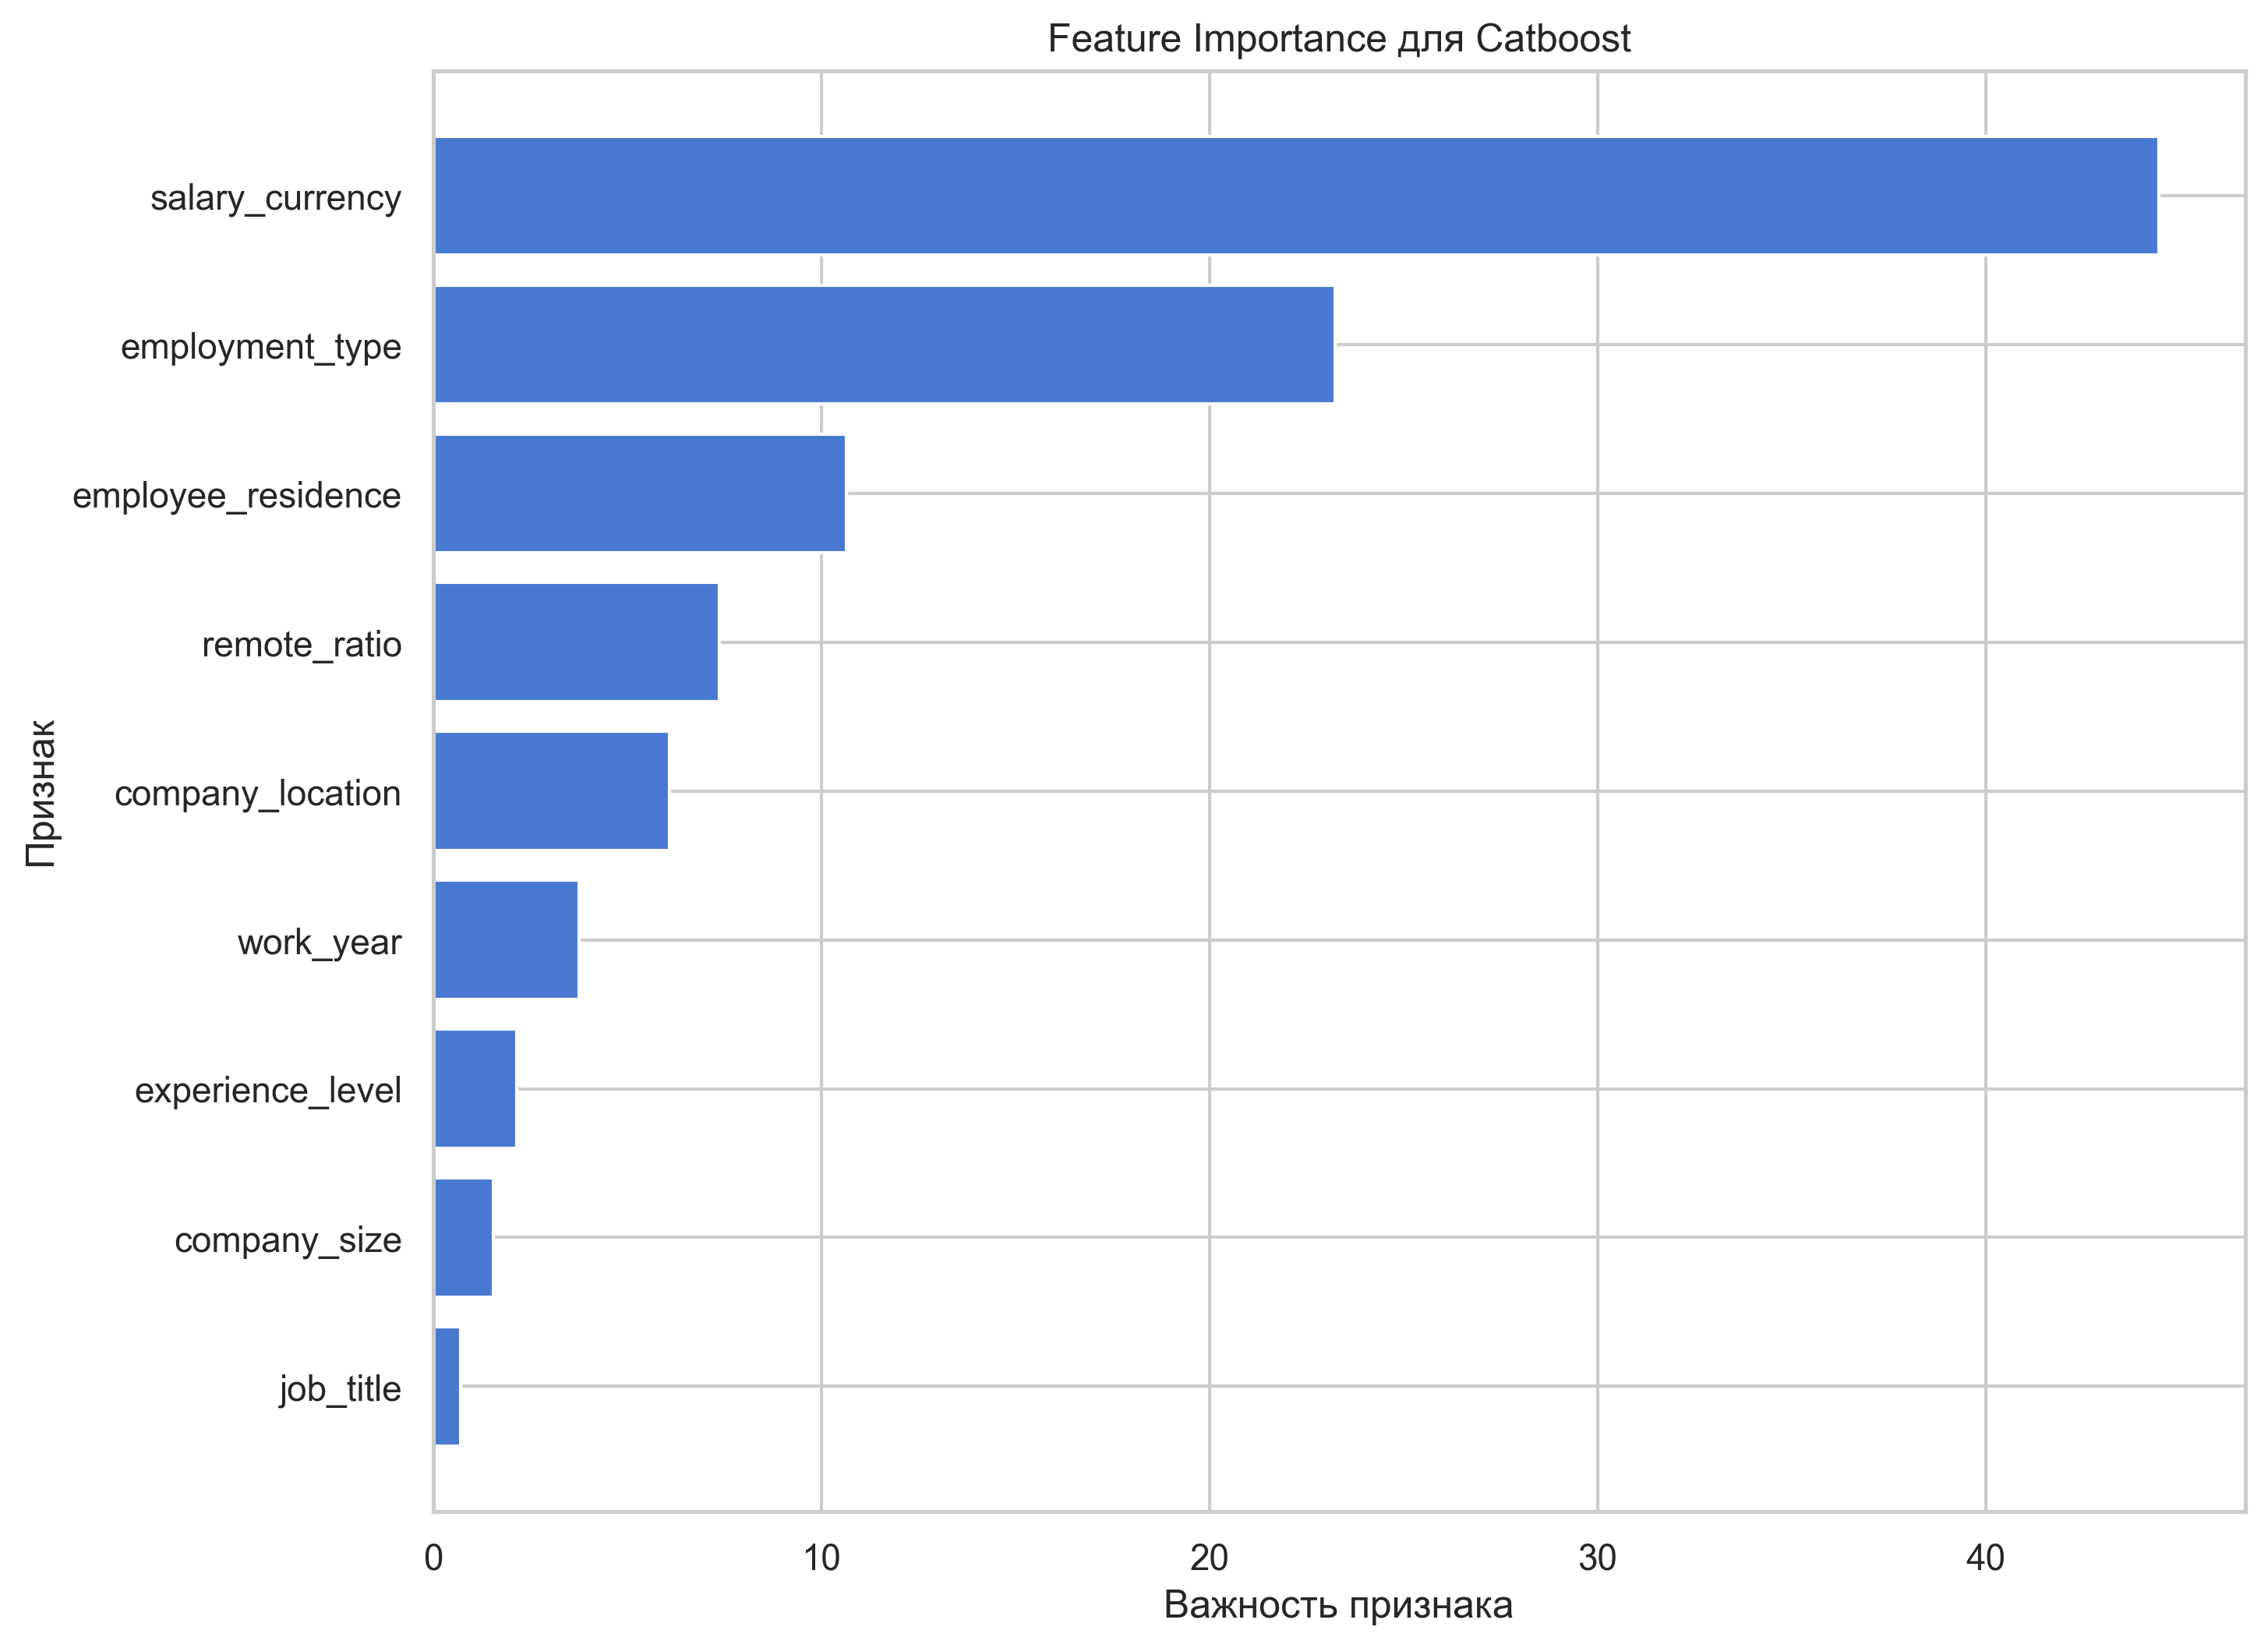 Feature Importance для Catboost
salary_currency
employment_type
employee_residence
remote_ratio
company_location
work_year
experience_level
company_size
job_title
Признак
0 10 20 30 40
Важность признака